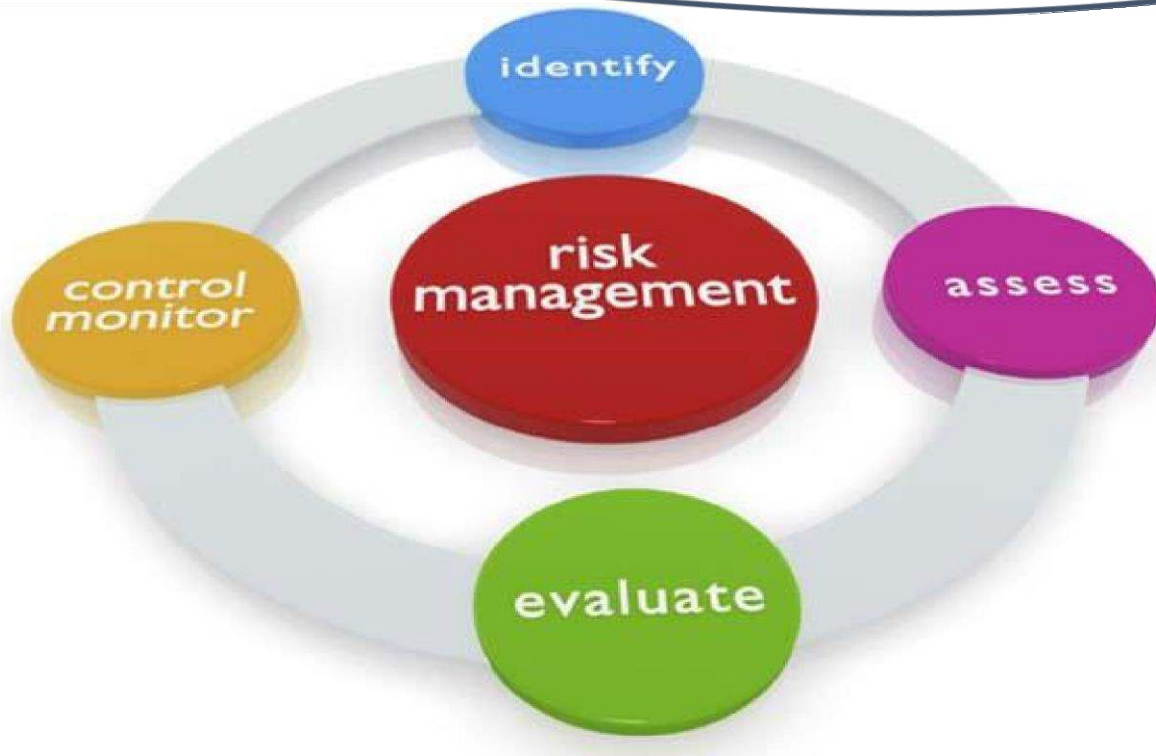 identify
risk
management
assess
control
monitor
evaluate